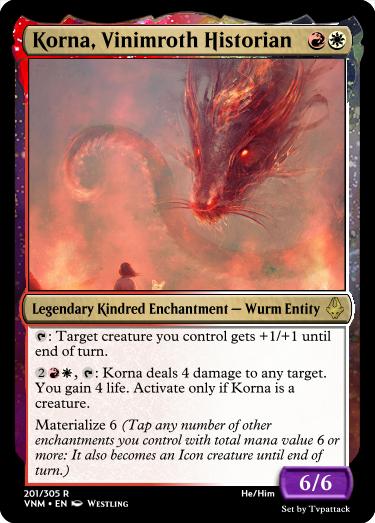 Korna, Vinimroth Historian
Legendary Kindred Enchantment — Wurm Entity
: Target creature you control gets +1/+1 until
end of turn.
2, : Korna deals 4 damage to any target.
You gain 4 life. Activate only if Korna is a
creature.
Materialize 6 (Tap any number of other
enchantments you control with total mana value 6 or
more: It also becomes an Icon creature until end of
turn.)
6/6
201/305 R
He/Him
VNM • EN Westling
Set by Tvpattack